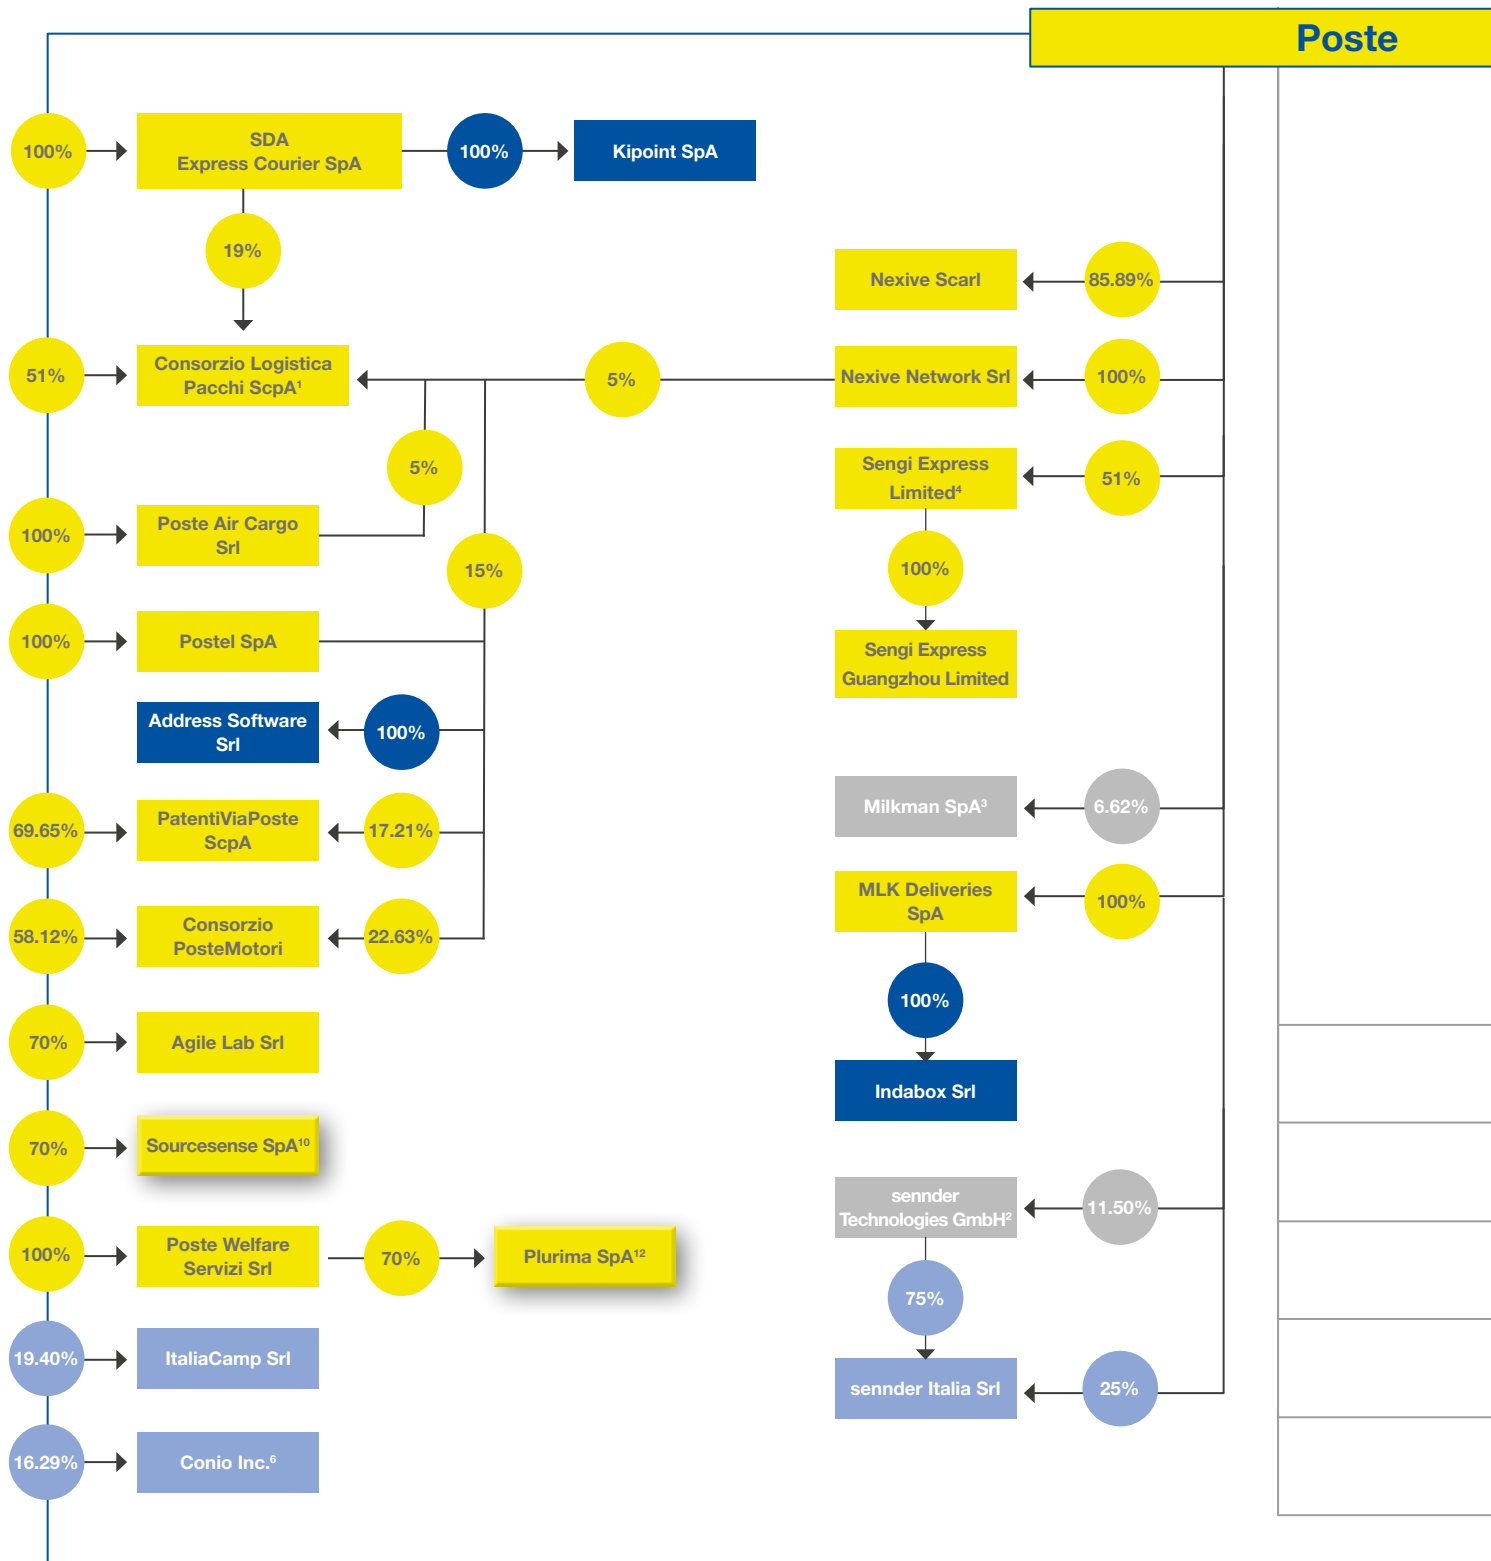 Poste
100%
SDA
Express Courier SpA
100%
Kipoint SpA
19%
Nexive Scarl
85.89%
51%
Consorzio Logistica
Pacchi ScpA¹
5%
Nexive Network Srl
100%
5%
Sengi Express
Limited⁴
51%
100%
Poste Air Cargo
Srl
15%
100%
100%
Postel SpA
Sengi Express
Guangzhou Limited
Address Software
Srl
100%
69.65%
PatentiViaPoste
ScpA
17.21%
Milkman SpA³
6.62%
58.12%
Consorzio
PosteMotori
22.63%
MLK Deliveries
SpA
100%
100%
70%
Agile Lab Srl
Indabox Srl
70%
Sourcesense SpA¹⁰
sennder
Technologies GmbH²
11.50%
100%
Poste Welfare
Servizi Srl
70%
Plurima SpA¹²
75%
19.40%
ItaliaCamp Srl
sennder Italia Srl
25%
16.29%
Conio Inc.⁶